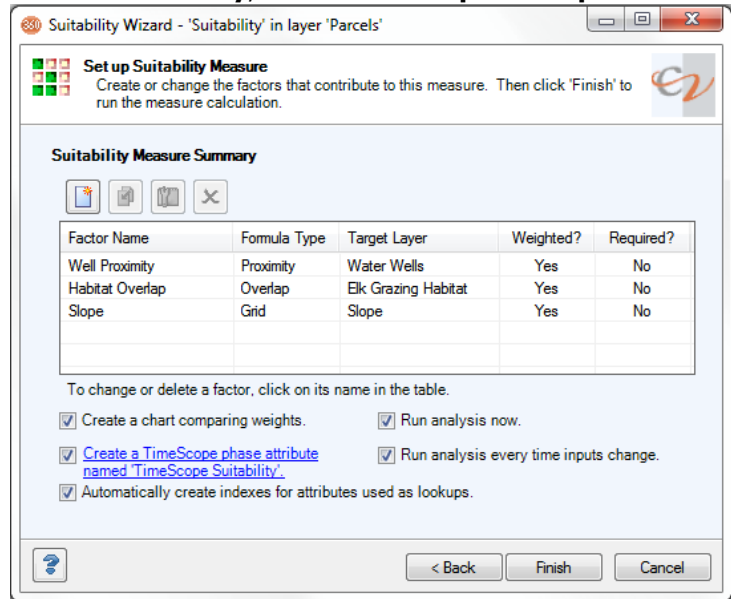 Suitability Wizard - 'Suitability' in layer 'Parcels'
Set up Suitability Measure
Create or change the factors that contribute to this measure. Then click 'Finish' to
run the measure calculation.
CV
Suitability Measure Summary
Factor Name Formula Type Target Layer Weighted? Required?
Well Proximity Proximity Water Wells Yes No
Habitat Overlap Overlap Elk Grazing Habitat Yes No
Slope Grid Slope Yes No
To change or delete a factor, click on its name in the table.
Create a chart comparing weights. Run analysis now.
Create a TimeScope phase attribute Run analysis every time inputs change.
named 'TimeScope Suitability'.
Automatically create indexes for attributes used as lookups.
? < Back Finish Cancel